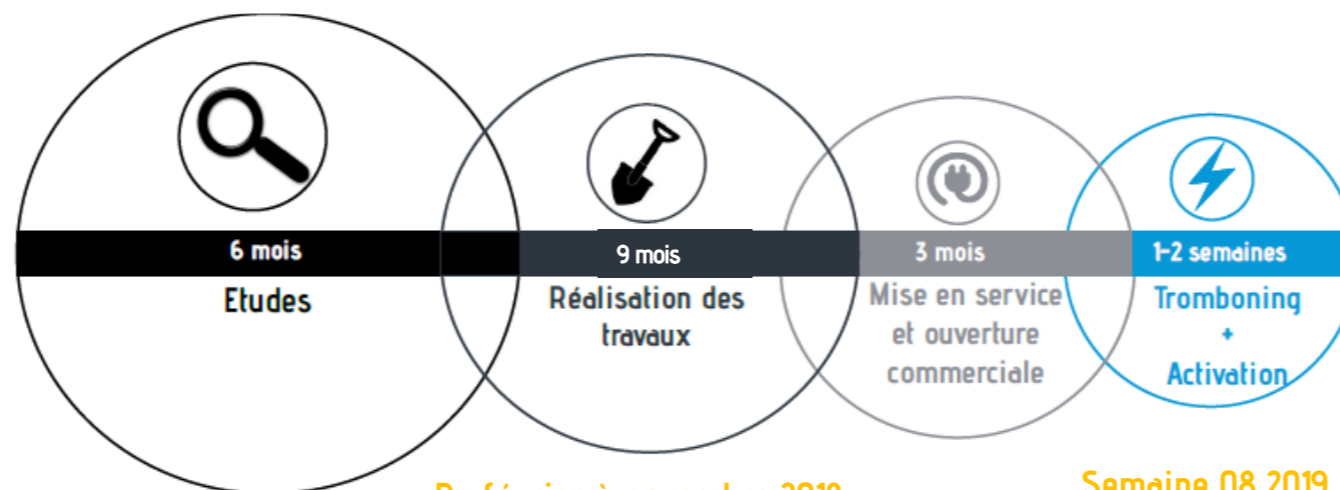 6 mois
Etudes
9 mois
Réalisation des
travaux
3 mois
Mise en service
et ouverture
commerciale
1-2 semaines
Tromboning
+
Activation
Semaine 08 2019